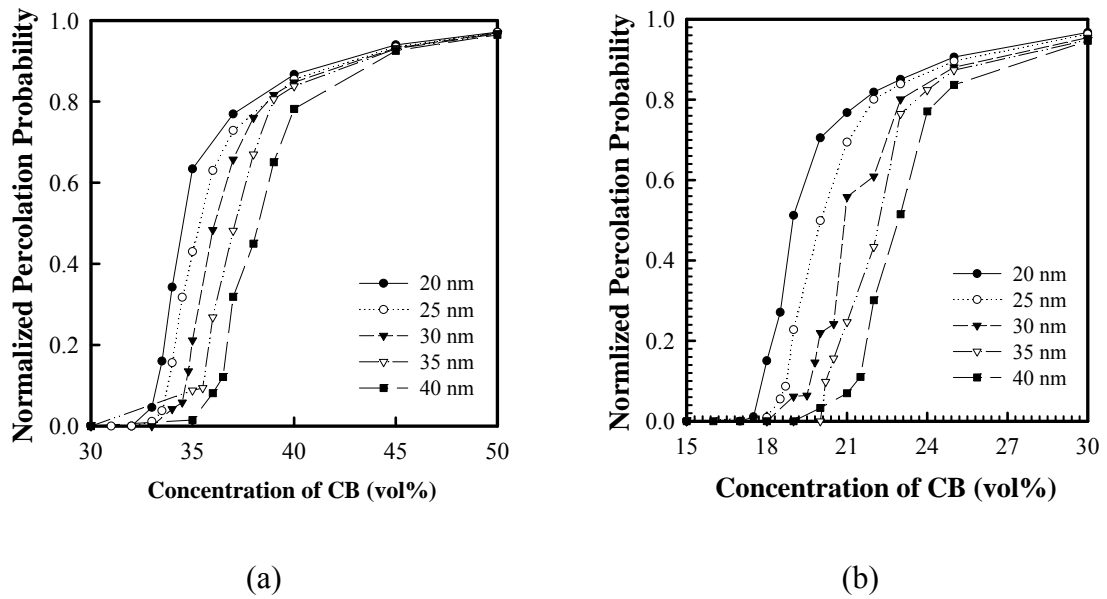 Normalized Percolation Probability
1.0
0.8
0.6
0.4
0.2
0.0
30
35
40
45
50
Concentration of CB (vol%)
20 nm
25 nm
30 nm
35 nm
40 nm
(a)
Normlized Percolation Probability
1.0
0.8
0.6
0.4
0.2
0.0
15
18
21
24
27
30
Concentration of CB (vol%)
20 nm
25 nm
30 nm
35 nm
40 nm
(b)